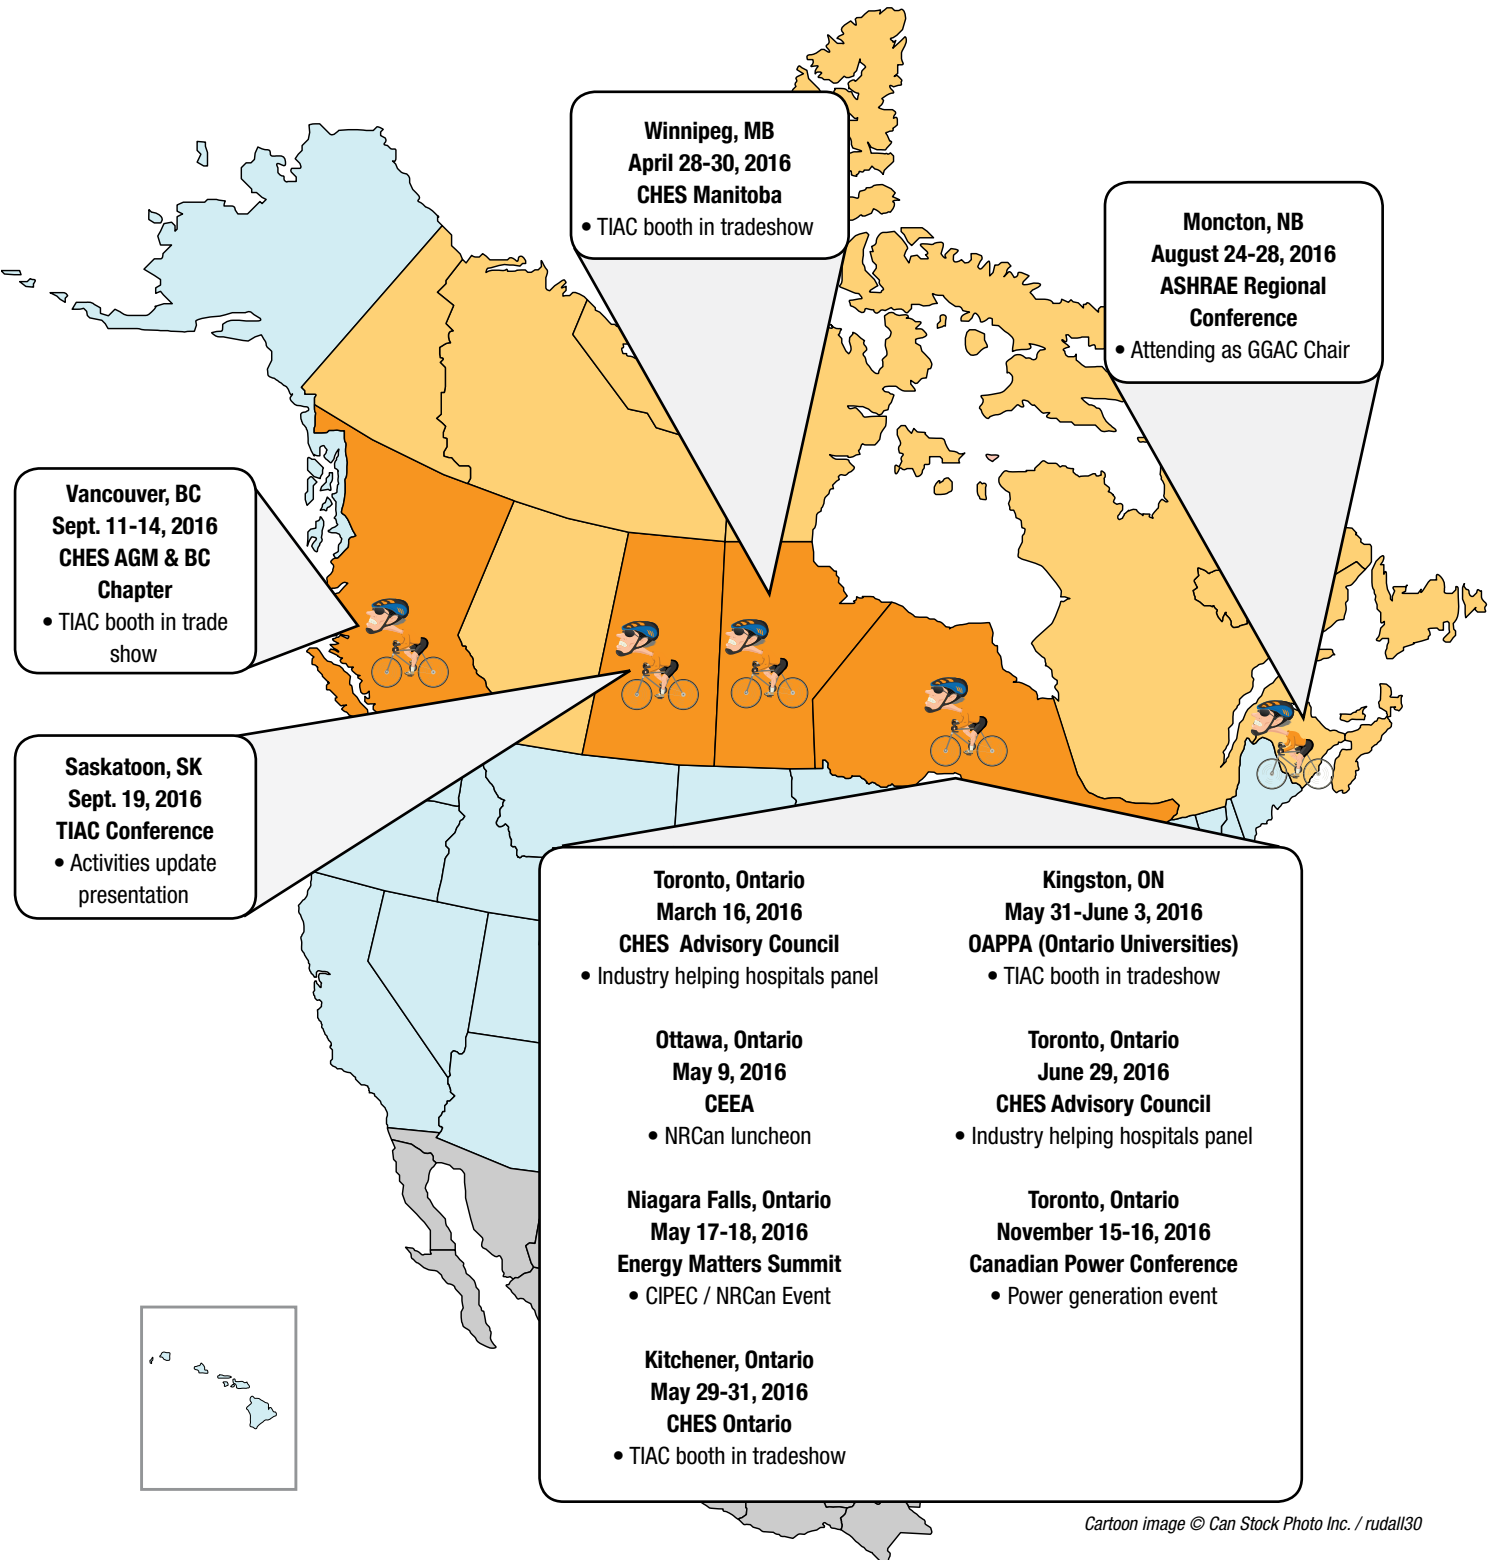 Winnipeg, MB
April 28-30, 2016
CHES Manitoba
• TIAC booth in tradeshow
Moncton, NB
August 24-28, 2016
ASHRAE Regional
Conference
• Attending as GGAC Chair
Vancouver, BC
Sept. 11-14, 2016
CHES AGM & BC
Chapter
• TIAC booth in trade
show
Saskatoon, SK
Sept. 19, 2016
TIAC Conference
• Activities update
presentation
Toronto, Ontario
March 16, 2016
CHES Advisory Council
• Industry helping hospitals panel
Ottawa, Ontario
May 9, 2016
CEEA
• NRCan luncheon
Niagara Falls, Ontario
May 17-18, 2016
Energy Matters Summit
• CIPEC / NRCan Event
Kitchener, Ontario
May 29-31, 2016
CHES Ontario
• TIAC booth in tradeshow
Kingston, ON
May 31-June 3, 2016
OAPPA (Ontario Universities)
• TIAC booth in tradeshow
Toronto, Ontario
June 29, 2016
CHES Advisory Council
• Industry helping hospitals panel
Toronto, Ontario
November 15-16, 2016
Canadian Power Conference
• Power generation event
Cartoon image © Can Stock Photo Inc. / rudall30